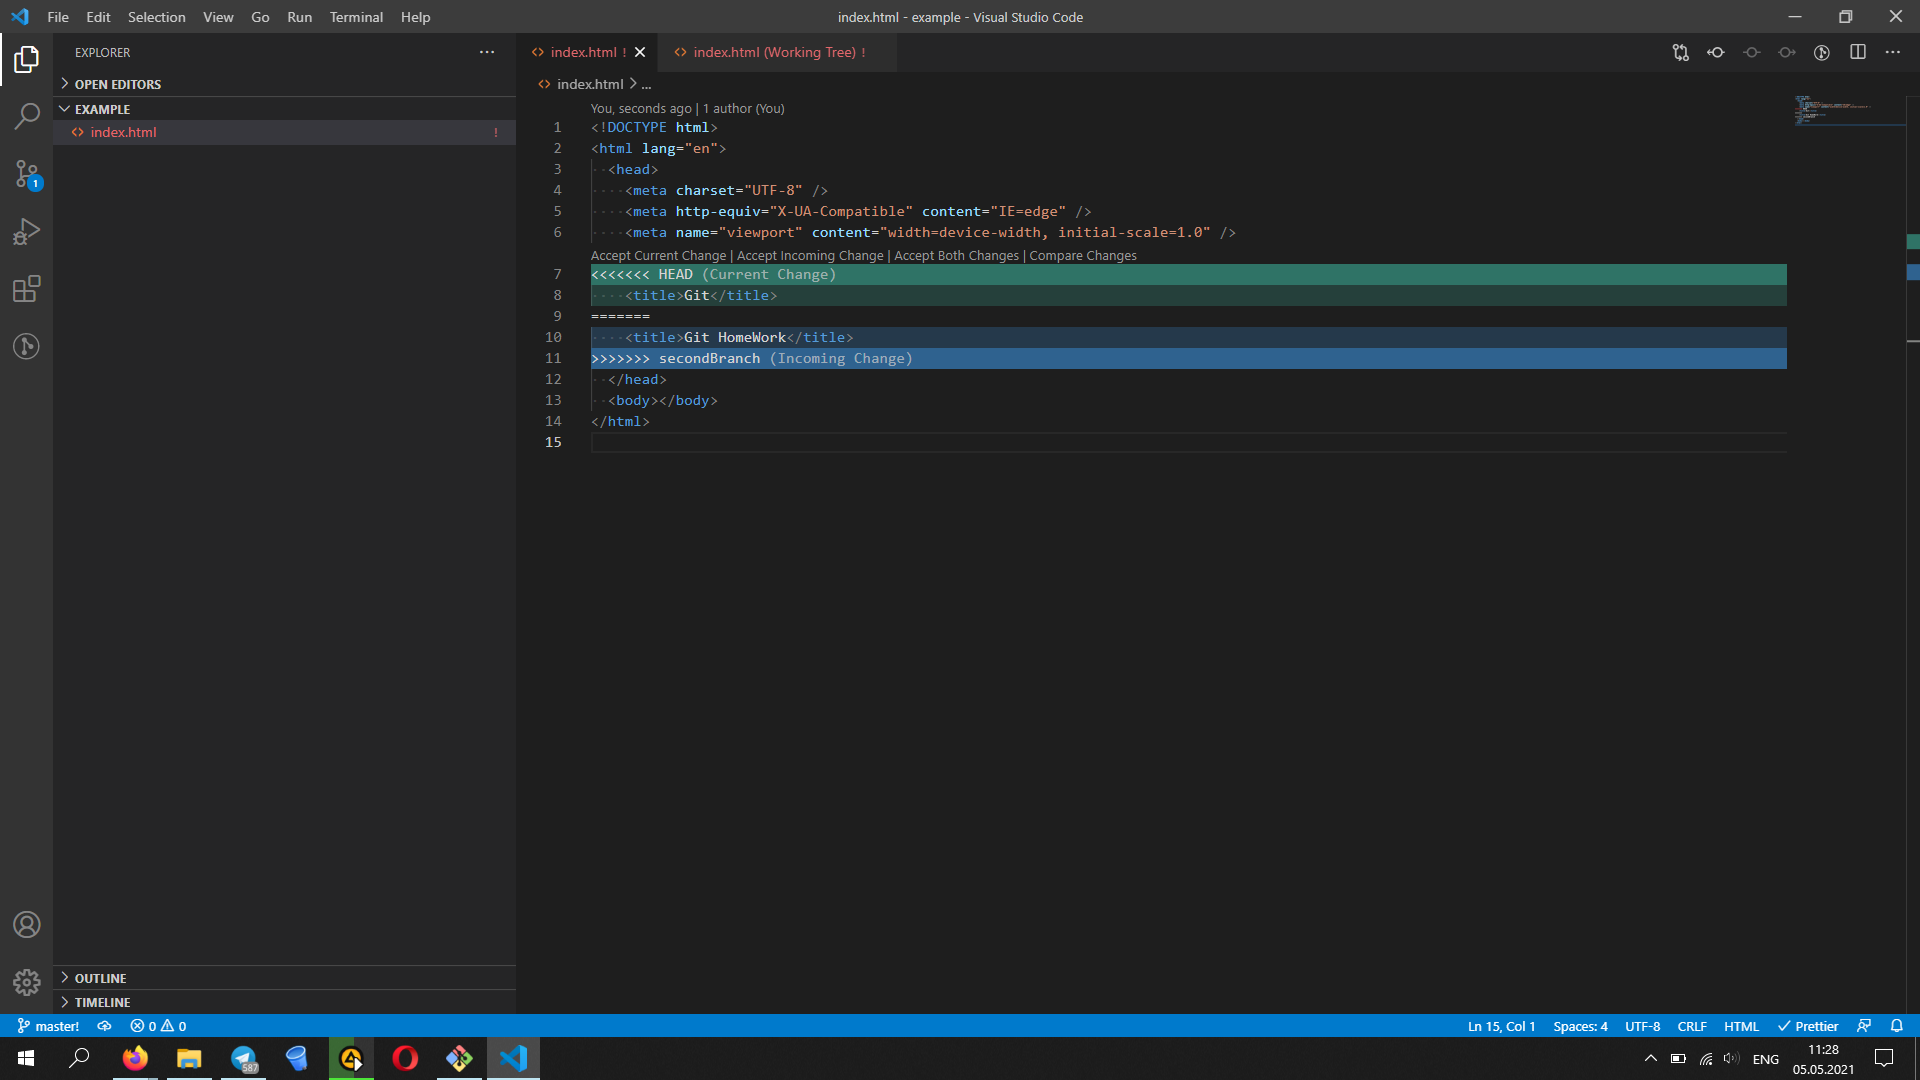 File Edit Selection View Go Run Terminal Help
index.html - example - Visual Studio Code
EXPLORER
OPEN EDITORS
EXAMPLE
<> index.html !
<> index.html !
<> index.html (Working Tree) !
<> index.html > ...
You, seconds ago | 1 author (You)
1 <!DOCTYPE html>
2 <html lang="en">
3 ··<head>
4 ····<meta charset="UTF-8" />
5 ····<meta http-equiv="X-UA-Compatible" content="IE=edge" />
6 ····<meta name="viewport" content="width=device-width, initial-scale=1.0" />
Accept Current Change | Accept Incoming Change | Accept Both Changes | Compare Changes
7 <<<<<<< HEAD (Current Change)
8 ····<title>Git</title>
9 =======
10 ····<title>Git HomeWork</title>
11 >>>>>>> secondBranch (Incoming Change)
12 ··</head>
13 ··<body></body>
14 </html>
15
1
OUTLINE
TIMELINE
master! 0 0
Ln 15, Col 1 Spaces: 4 UTF-8 CRLF HTML Prettier
587
ENG
11:28
05.05.2021